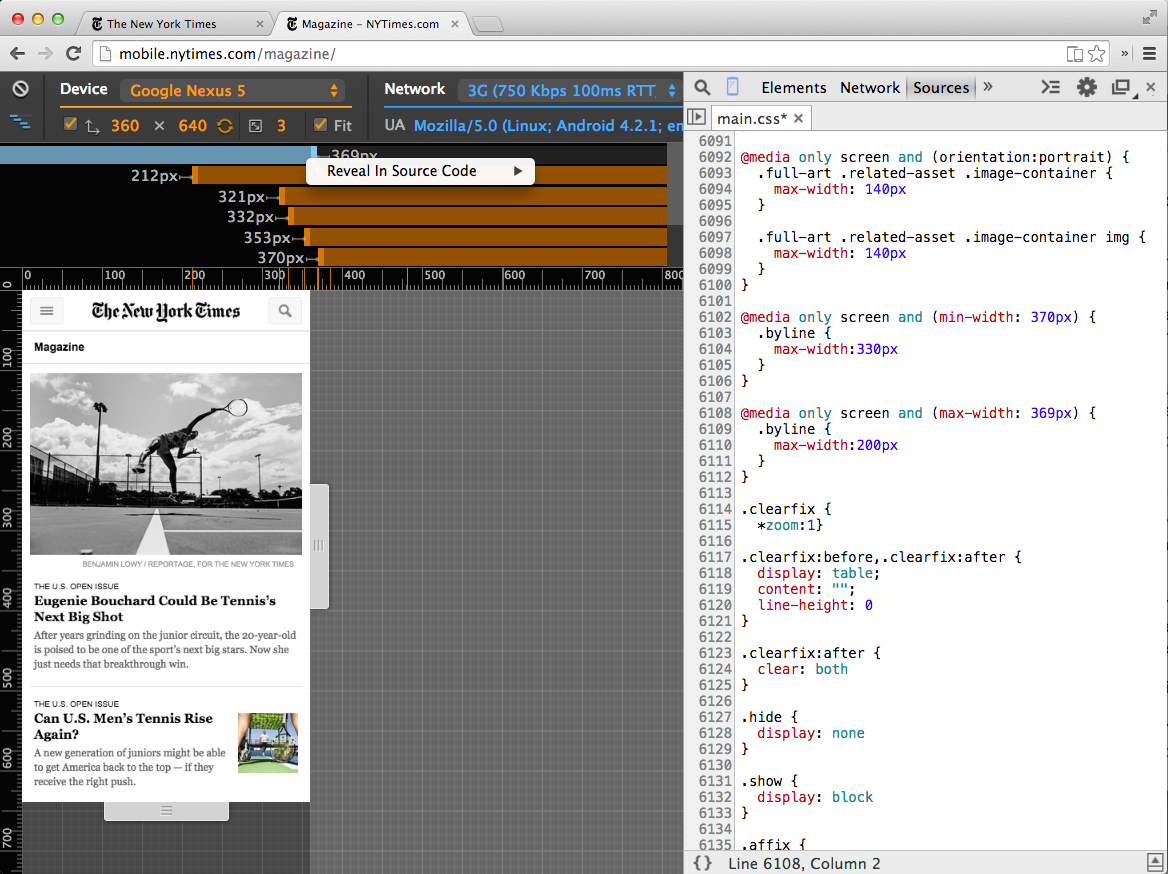 The New York Times
Magazine – NYTimes.com
mobile.nytimes.com/magazine/
Device
Google Nexus 5
360 × 640
3
Fit
Network
3G (750 Kbps 100ms RTT
UA Mozilla/5.0 (Linux; Android 4.2.1; en
369px
Reveal In Source Code
212px
321px
332px
353px
370px
0 100 200 300 400 500 600 700 800
0
100
200
300
400
500
600
700
The New York Times
Magazine
BENJAMIN LOWY / REPORTAGE, FOR THE NEW YORK TIMES
THE U.S. OPEN ISSUE
Eugenie Bouchard Could Be Tennis’s
Next Big Shot
After years grinding on the junior circuit, the 20-year-old
is poised to be one of the sport’s next big stars. Now she
just needs that breakthrough win.
THE U.S. OPEN ISSUE
Can U.S. Men’s Tennis Rise
Again?
A new generation of juniors might be able
to get America back to the top — if they
receive the right push.
Elements Network Sources »
main.css* ×
6091
6092 @media only screen and (orientation:portrait) {
6093 .full-art .related-asset .image-container {
6094 max-width: 140px
6095 }
6096
6097 .full-art .related-asset .image-container img {
6098 max-width: 140px
6099 }
6100 }
6101
6102 @media only screen and (min-width: 370px) {
6103 .byline {
6104 max-width:330px
6105 }
6106 }
6107
6108 @media only screen and (max-width: 369px) {
6109 .byline {
6110 max-width:200px
6111 }
6112 }
6113
6114 .clearfix {
6115 *zoom:1}
6116
6117 .clearfix:before,.clearfix:after {
6118 display: table;
6119 content: "";
6120 line-height: 0
6121 }
6122
6123 .clearfix:after {
6124 clear: both
6125 }
6126
6127 .hide {
6128 display: none
6129 }
6130
6131 .show {
6132 display: block
6133 }
6134
6135 .affix {
{} Line 6108, Column 2